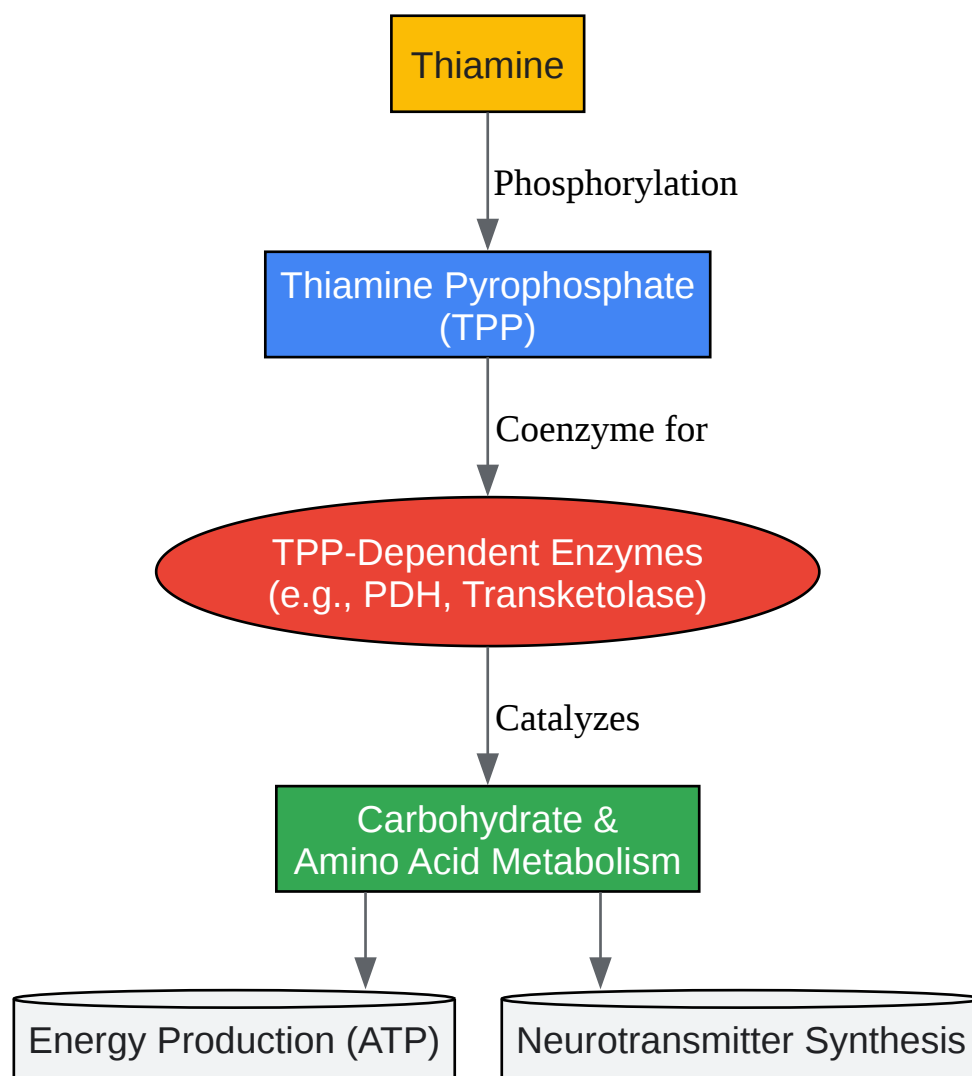 Thiamine
Phosphorylation
Thiamine Pyrophosphate
(TPP)
Coenzyme for
TPP-Dependent Enzymes
(e.g., PDH, Transketolase)
Catalyzes
Carbohydrate &
Amino Acid Metabolism
Energy Production (ATP)
Neurotransmitter Synthesis